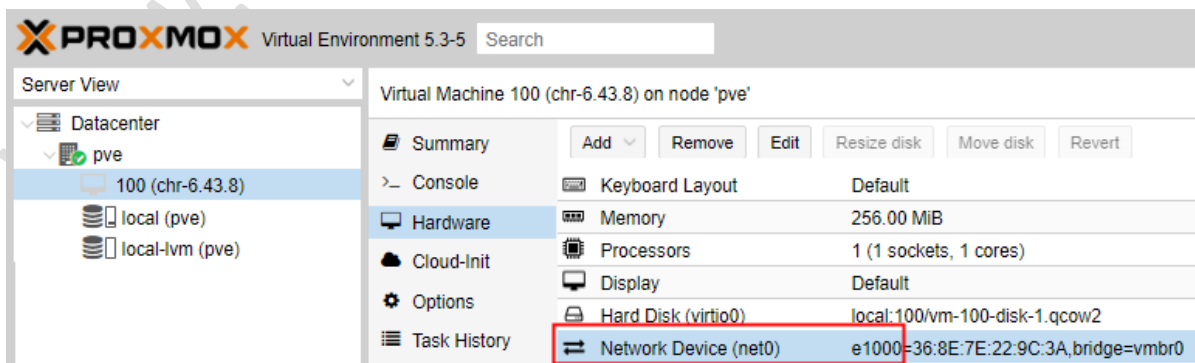 PROXMOX Virtual Environment 5.3-5 Search
Server View
Datacenter
pve
100 (chr-6.43.8)
local (pve)
local-lvm (pve)
Virtual Machine 100 (chr-6.43.8) on node 'pve'
Summary
Console
Hardware
Cloud-Init
Options
Task History
Add Remove Edit Resize disk Move disk Revert
Keyboard Layout Default
Memory 256.00 MiB
Processors 1 (1 sockets, 1 cores)
Display Default
Hard Disk (virtio0) local:100/vm-100-disk-1.qcow2
Network Device (net0) e1000=36:8E:7E:22:9C:3A,bridge=vmbr0